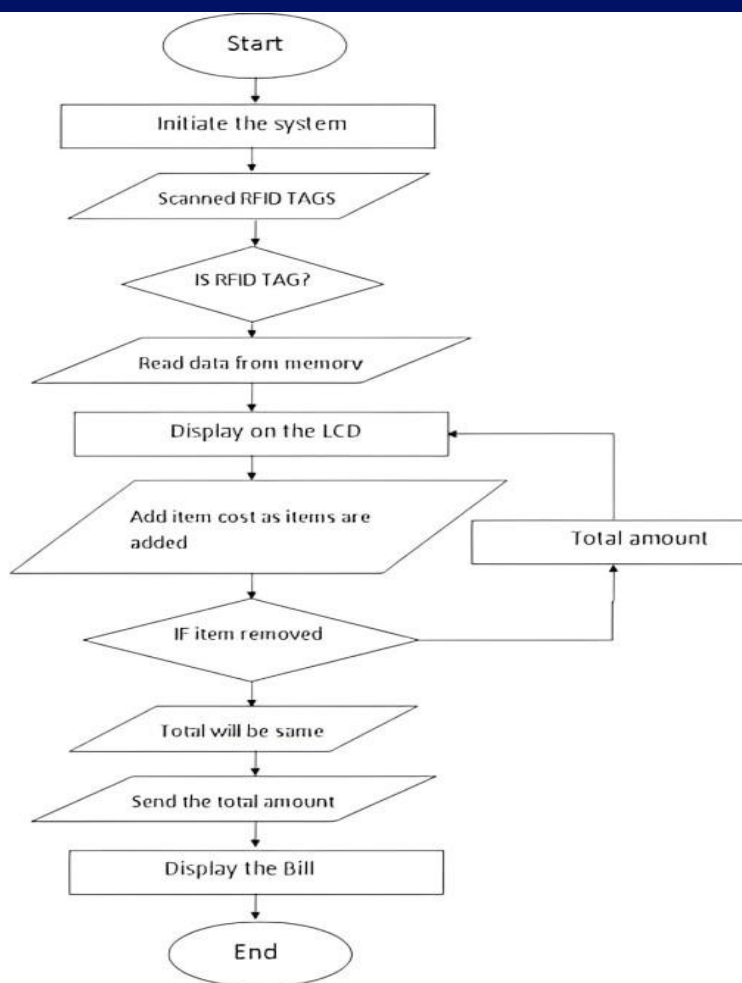 Start
Initiate the system
Scanned RFID TAGS
IS RFID TAG?
Read data from memory
Display on the LCD
Add item cost as items are
added
Total amount
IF item removed
Total will be same
Send the total amount
Display the Bill
End